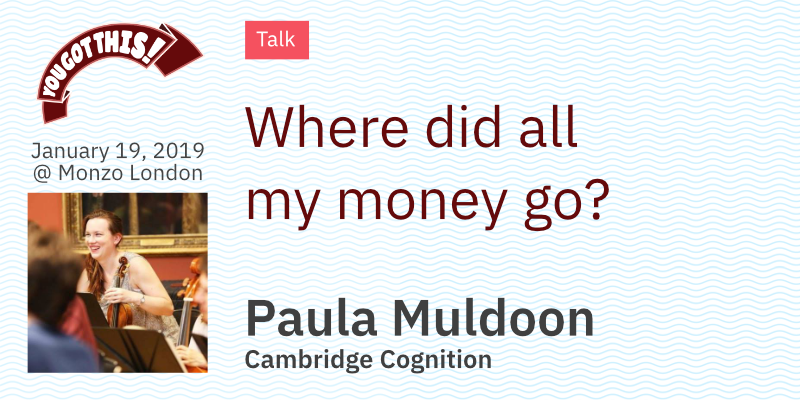 YOU GOT THIS!
January 19, 2019
@ Monzo London
Talk
Where did all
my money go?
Paula Muldoon
Cambridge Cognition